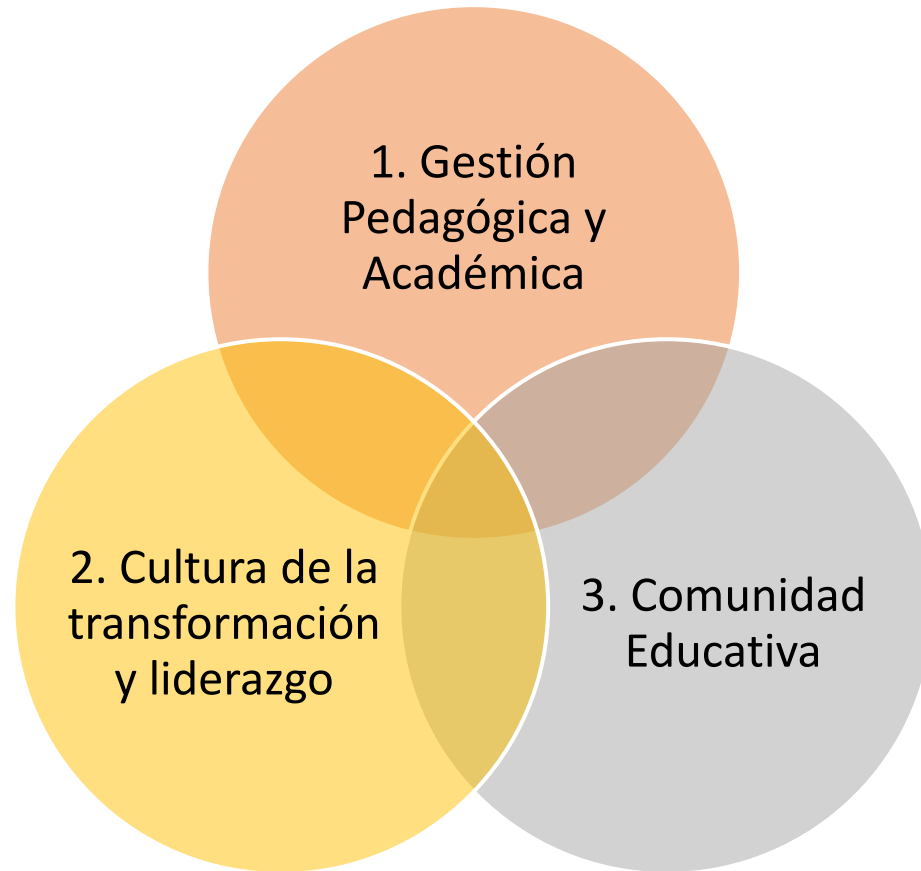 1. Gestión
Pedagógica y
Académica
2. Cultura de la
transformación
y liderazgo
3. Comunidad
Educativa